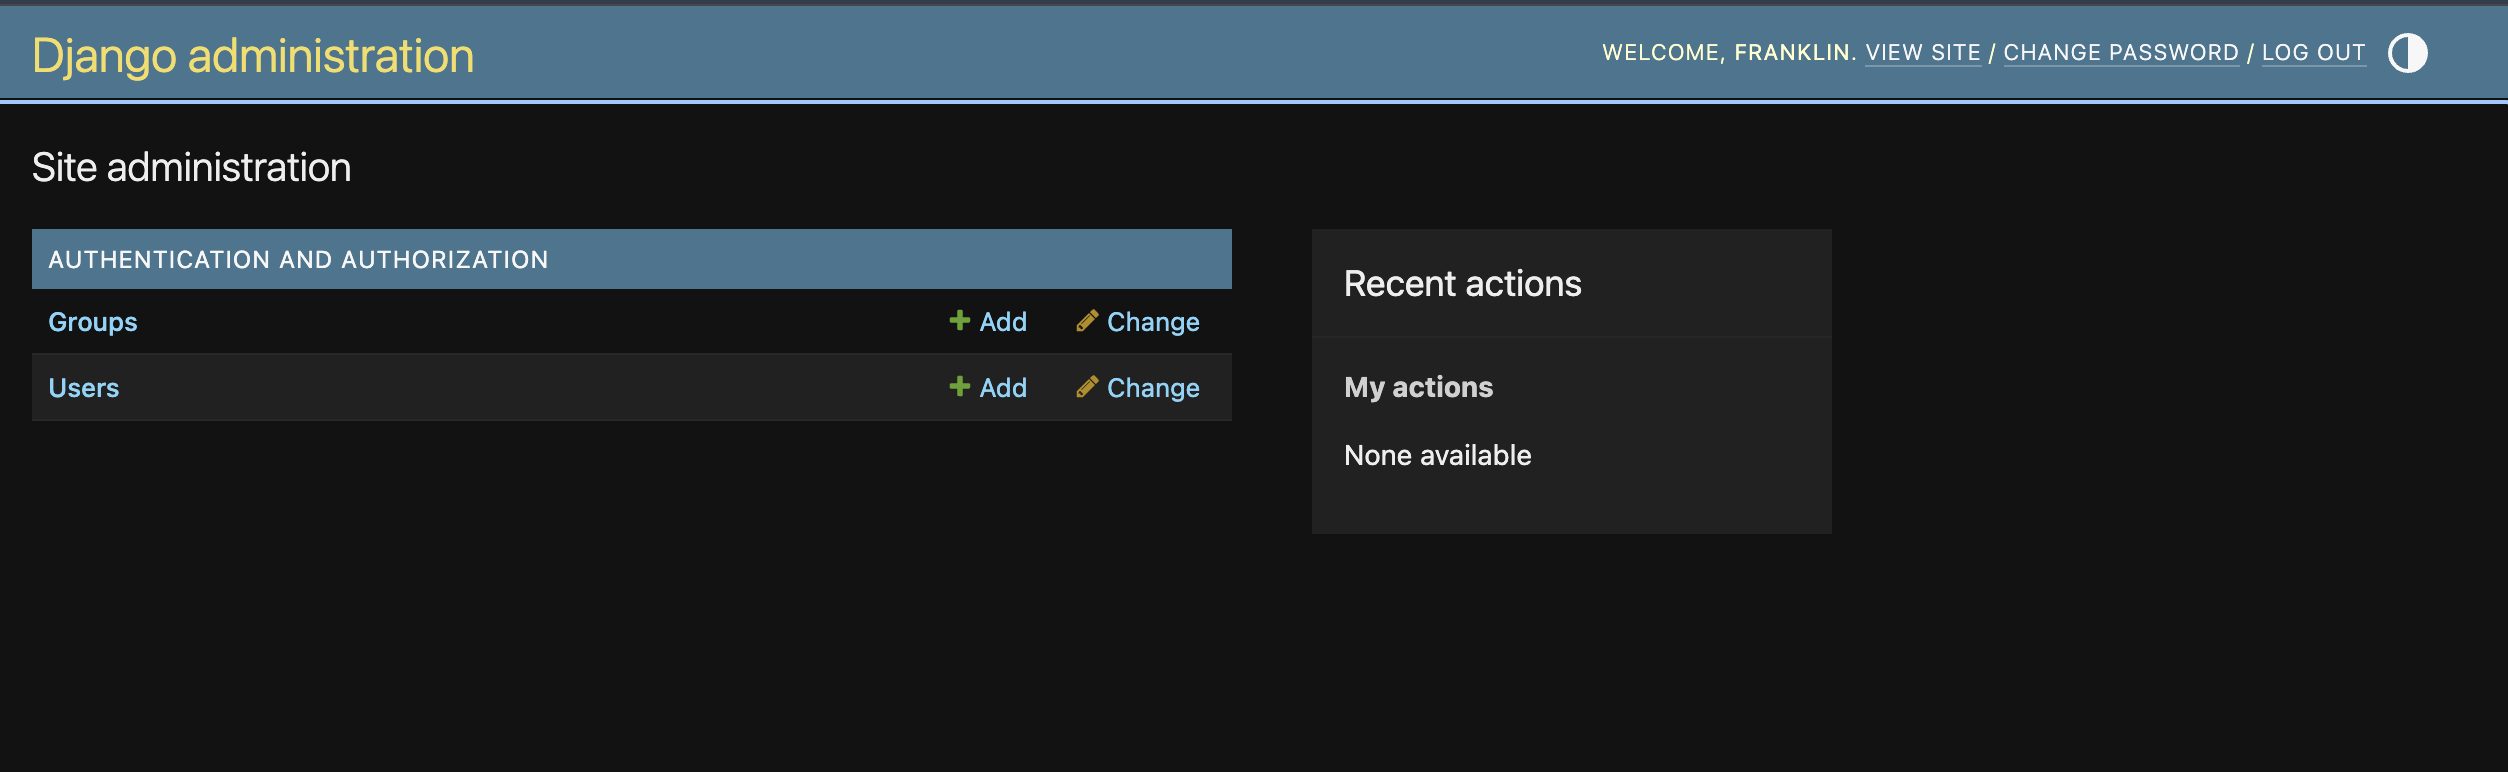 Django administration
WELCOME, FRANKLIN. VIEW SITE / CHANGE PASSWORD / LOG OUT
Site administration
AUTHENTICATION AND AUTHORIZATION
Groups Add Change
Users Add Change
Recent actions
My actions
None available